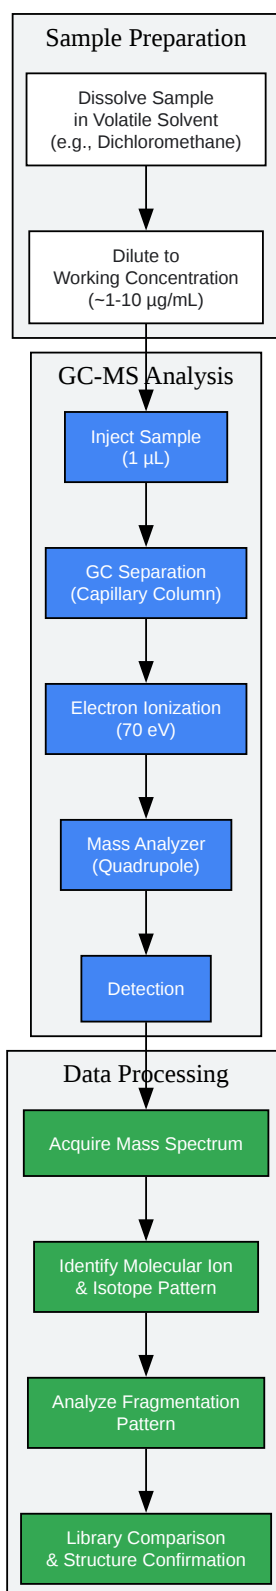 Sample Preparation
Dissolve Sample
in Volatile Solvent
(e.g., Dichloromethane)
Dilute to
Working Concentration
(~1-10 µg/mL)
GC-MS Analysis
Inject Sample
(1 µL)
GC Separation
(Capillary Column)
Electron Ionization
(70 eV)
Mass Analyzer
(Quadrupole)
Detection
Data Processing
Acquire Mass Spectrum
Identify Molecular Ion
& Isotope Pattern
Analyze Fragmentation
Pattern
Library Comparison
& Structure Confirmation